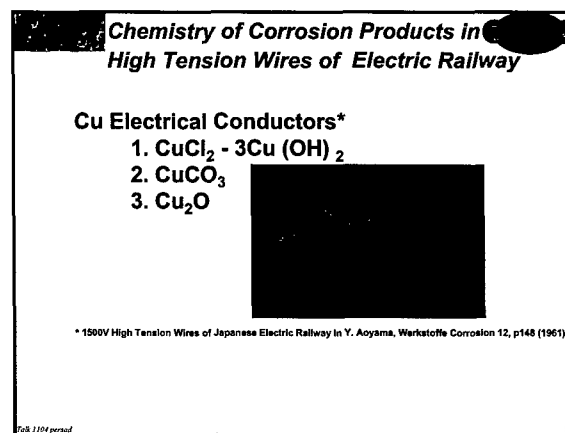 Chemistry of Corrosion Products in
High Tension Wires of Electric Railway
Cu Electrical Conductors*
1. CuCl₂ - 3Cu (OH) ₂
2. CuCO₃
3. Cu₂O
* 1500V High Tension Wires of Japanese Electric Railway in Y. Aoyama, Werkstoffe Corrosion 12, p148 (1961)
Talk 1104 persad